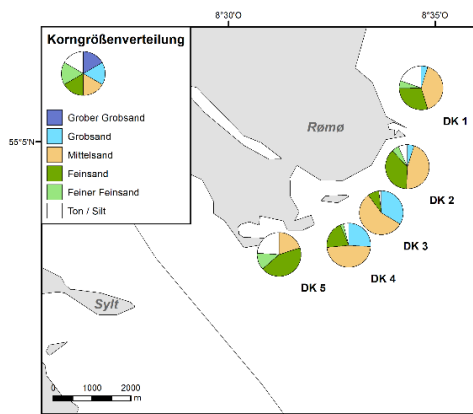 8°30'
8°35'
Korngrößenverteilung
Grober Grobsand
Grobsand
Mittelsand
Feinsand
Feiner Feinsand
Ton / Silt
55°5'
Rømø
DK 1
DK 2
DK 3
DK 4
DK 5
Sylt
0 1000 2000
m